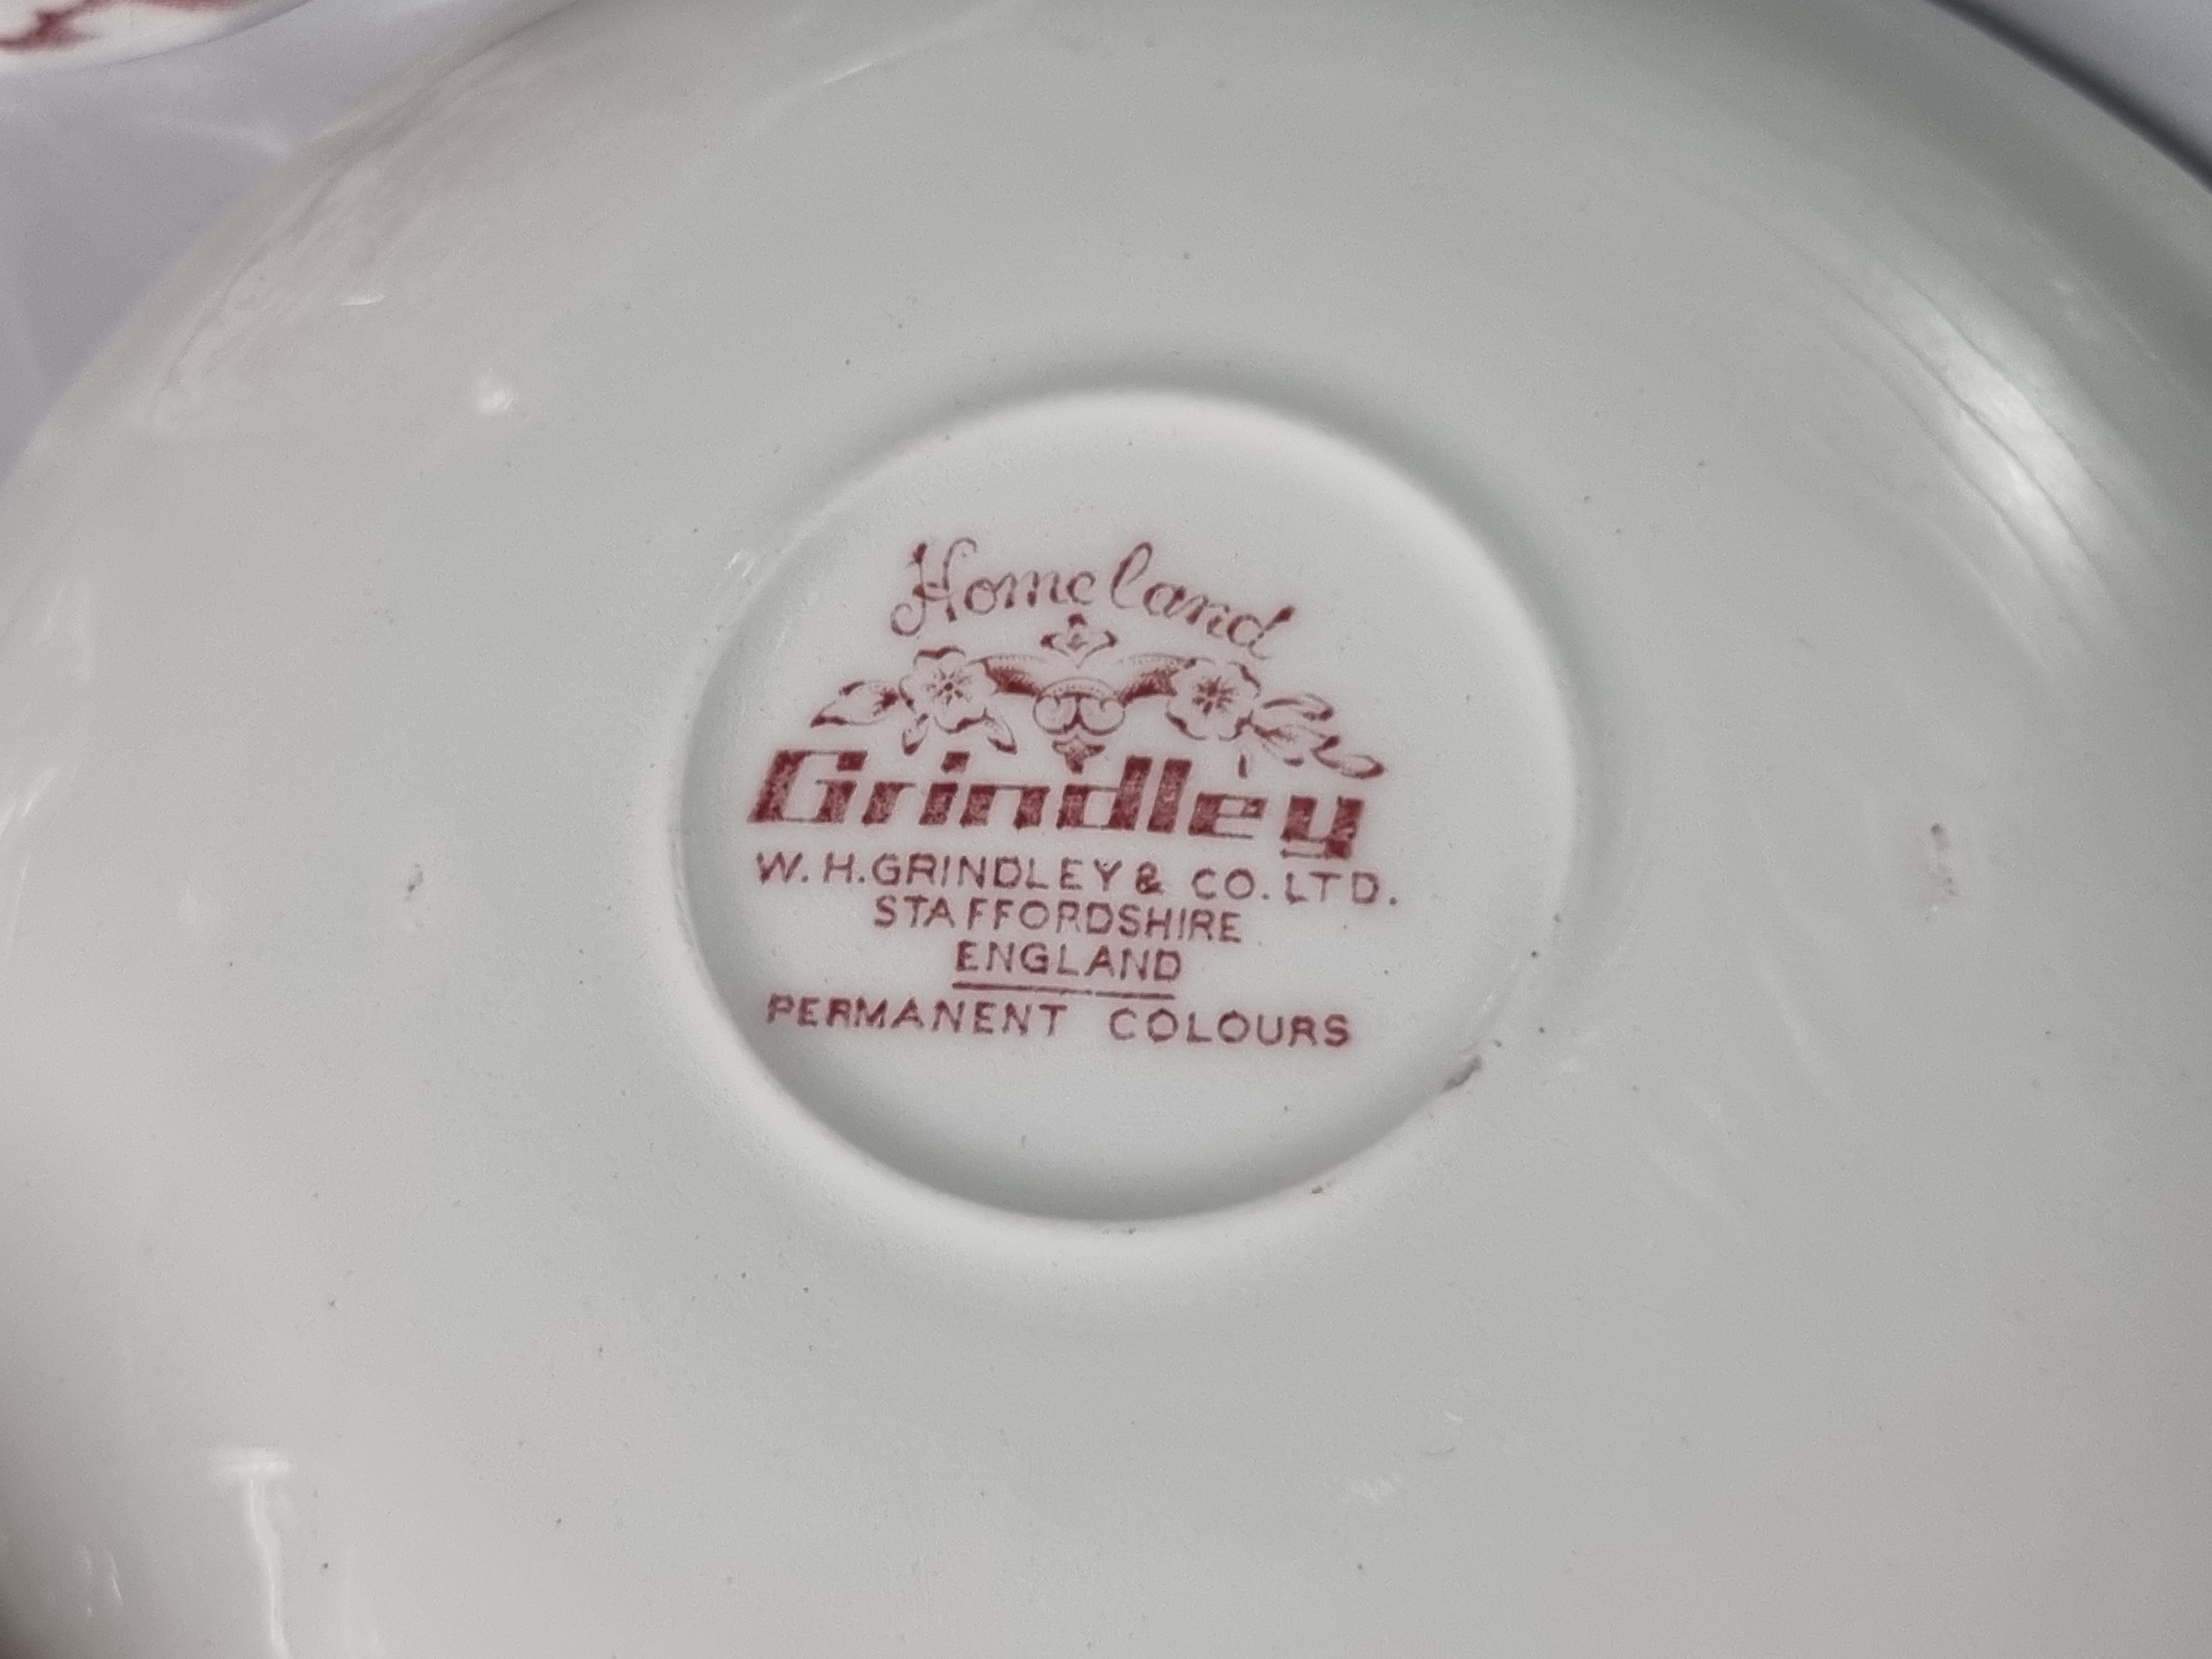 Homeland
Grindley
W. H. GRINDLEY & CO. LTD.
STAFFORDSHIRE
ENGLAND
PERMANENT COLOURS